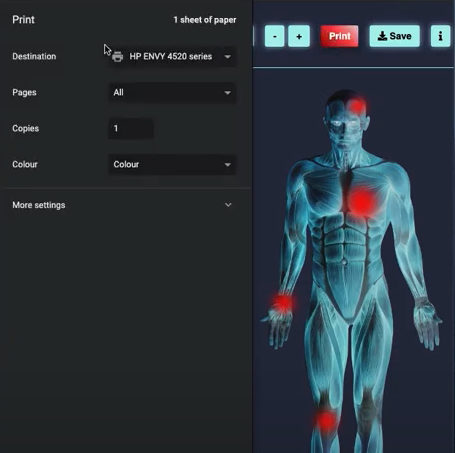 Print 1 sheet of paper
Destination HP ENVY 4520 series
Pages All
Copies 1
Colour Colour
More settings
- + Print Save i